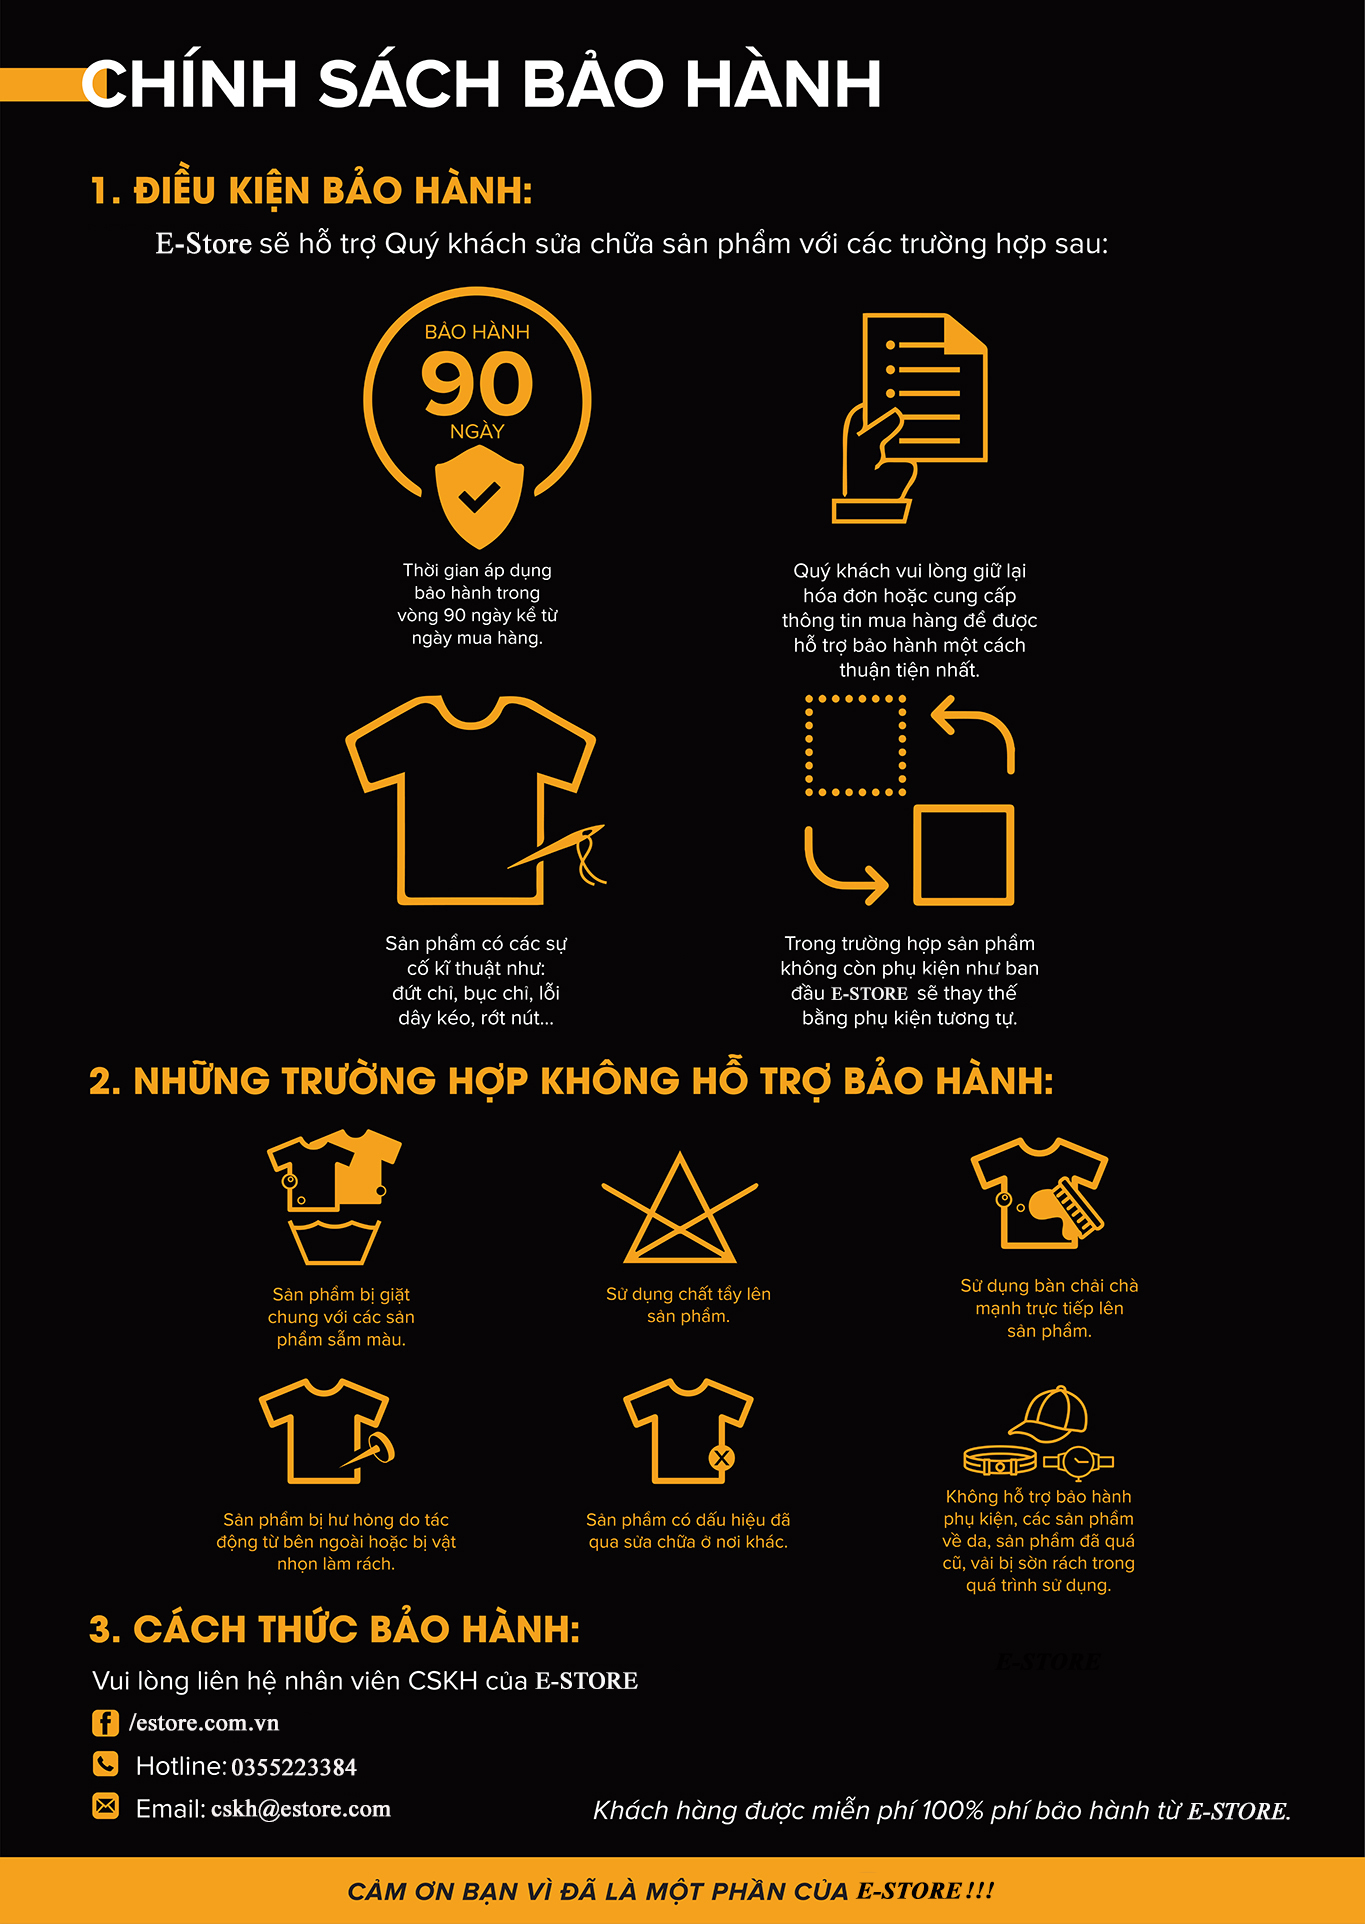 CHÍNH SÁCH BẢO HÀNH
1. ĐIỀU KIỆN BẢO HÀNH:
E-Store sẽ hỗ trợ Quý khách sửa chữa sản phẩm với các trường hợp sau:
BẢO HÀNH
90
NGÀY
Thời gian áp dụng
bảo hành trong
vòng 90 ngày kể từ
ngày mua hàng.
Quý khách vui lòng giữ lại
hóa đơn hoặc cung cấp
thông tin mua hàng để được
hỗ trợ bảo hành một cách
thuận tiện nhất.
Sản phẩm có các sự
cố kĩ thuật như:
đứt chỉ, bục chỉ, lỗi
dây kéo, rớt nút...
Trong trường hợp sản phẩm
không còn phụ kiện như ban
đầu E-STORE sẽ thay thế
bằng phụ kiện tương tự.
2. NHỮNG TRƯỜNG HỢP KHÔNG HỖ TRỢ BẢO HÀNH:
Sản phẩm bị giặt
chung với các sản
phẩm sẫm màu.
Sử dụng chất tẩy lên
sản phẩm.
Sử dụng bàn chải chà
mạnh trực tiếp lên
sản phẩm.
Sản phẩm bị hư hỏng do tác
động từ bên ngoài hoặc bị vật
nhọn làm rách.
Sản phẩm có dấu hiệu đã
qua sửa chữa ở nơi khác.
Không hỗ trợ bảo hành
phụ kiện, các sản phẩm
về da, sản phẩm đã quá
cũ, vải bị sờn rách trong
quá trình sử dụng.
3. CÁCH THỨC BẢO HÀNH:
E-STORE
Vui lòng liên hệ nhân viên CSKH của E-STORE
/estore.com.vn
Hotline: 0355223384
Email: cskh@estore.com
Khách hàng được miễn phí 100% phí bảo hành từ E-STORE.
CẢM ƠN BẠN VÌ ĐÃ LÀ MỘT PHẦN CỦA E-STORE!!!